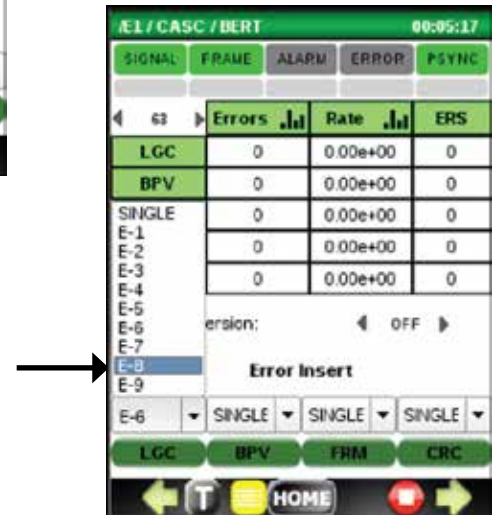 /E1 / CASC / BERT 00:05:17
SIGNAL FRAME ALARM ERROR PSYNC
63 Errors Rate ERS
LGC 0 0.00e+00 0
BPV 0 0.00e+00 0
SINGLE 0 0.00e+00 0
E-1
E-2 0 0.00e+00 0
E-3
E-4 0 0.00e+00 0
E-5
E-6 ersion: OFF
E-7
E-8 Error Insert
E-9
E-6 SINGLE SINGLE SINGLE
LGC BPV FRM CRC
T HOME